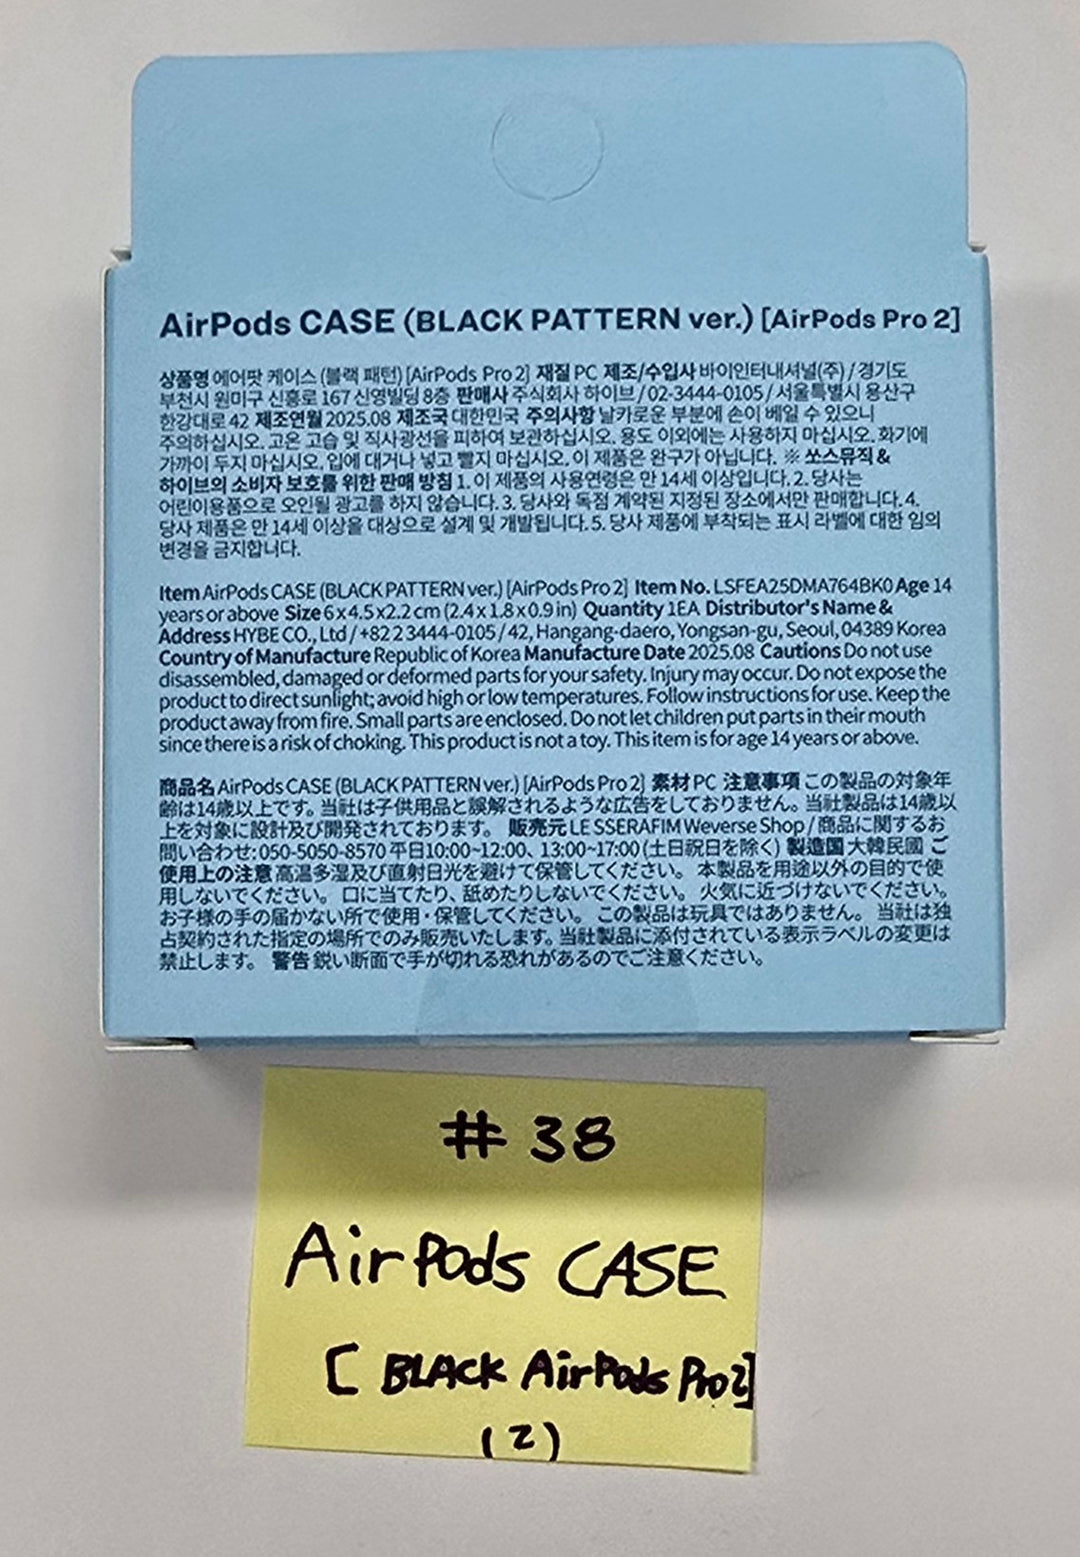 AirPods CASE (BLACK PATTERN ver.) [AirPods Pro 2]
상품명 에어팟 케이스 (블랙 패턴) [AirPods Pro 2] 재질 PC 제조/수입사 바이인터내셔널(주) / 경기도
부천시 원미구 신흥로 167 신영빌딩 8층 판매사 주식회사 하이브 / 02-3444-0105 / 서울특별시 용산구
한강대로 42 제조연월 2025.08 제조국 대한민국 주의사항 날카로운 부분에 손이 베일 수 있으니
주의하십시오. 고온 고습 및 직사광선을 피하여 보관하십시오. 용도 이외에는 사용하지 마십시오. 화기에
가까이 두지 마십시오. 입에 대거나 넣고 빨지 마십시오. 이 제품은 완구가 아닙니다. ※ 쏘스뮤직 &
하이브의 소비자 보호를 위한 판매 방침 1. 이 제품의 사용연령은 만 14세 이상입니다. 2. 당사는
어린이용품으로 오인될 광고를 하지 않습니다. 3. 당사와 독점 계약된 지정된 장소에서만 판매합니다. 4.
당사 제품은 만 14세 이상을 대상으로 설계 및 개발됩니다. 5. 당사 제품에 부착되는 표시 라벨에 대한 임의
변경을 금지합니다.
Item AirPods CASE (BLACK PATTERN ver.) [AirPods Pro 2] Item No. LSFEA25DMA764BK0 Age 14
years or above Size 6 x 4.5 x2.2 cm (2.4 x 1.8 x 0.9 in) Quantity 1EA Distributor's Name &
Address HYBE CO., Ltd / +82 2 3444-0105 / 42, Hangang-daero, Yongsan-gu, Seoul, 04389 Korea
Country of Manufacture Republic of Korea Manufacture Date 2025.08 Cautions Do not use
disassembled, damaged or deformed parts for your safety. Injury may occur. Do not expose the
product to direct sunlight; avoid high or low temperatures. Follow instructions for use. Keep the
product away from fire. Small parts are enclosed. Do not let children put parts in their mouth
since there is a risk of choking. This product is not a toy. This item is for age 14 years or above.
商品名 AirPods CASE (BLACK PATTERN ver.) [AirPods Pro 2] 素材 PC 注意事項 この製品の対象年
齢は14歳以上です。当社は子供用品と誤解されるような広告をしておりません。当社製品は14歳以
上を対象に設計及び開発されております。 販売元 LE SSERAFIM Weverse Shop / 商品に関するお
問い合わせ: 050-5050-8570 平日10:00~12:00、13:00~17:00 (土日祝日を除く) 製造国 大韓民國 ご
使用上の注意 高温多湿及び直射日光を避けて保管してください。 本製品を用途以外の目的で使
用しないでください。 口に当てたり、舐めたりしないでください。 火気に近づけないでください。
お子様の手の届かない所で使用・保管してください。 この製品は玩具ではありません。 当社は独
占契約された指定の場所でのみ販売いたします。当社製品に添付されている表示ラベルの変更は
禁止します。 警告 鋭い断面で手が切れる恐れがあるのでご注意ください。
# 38
AirPods CASE
[ BLACK AirPods Pro 2]
(2)